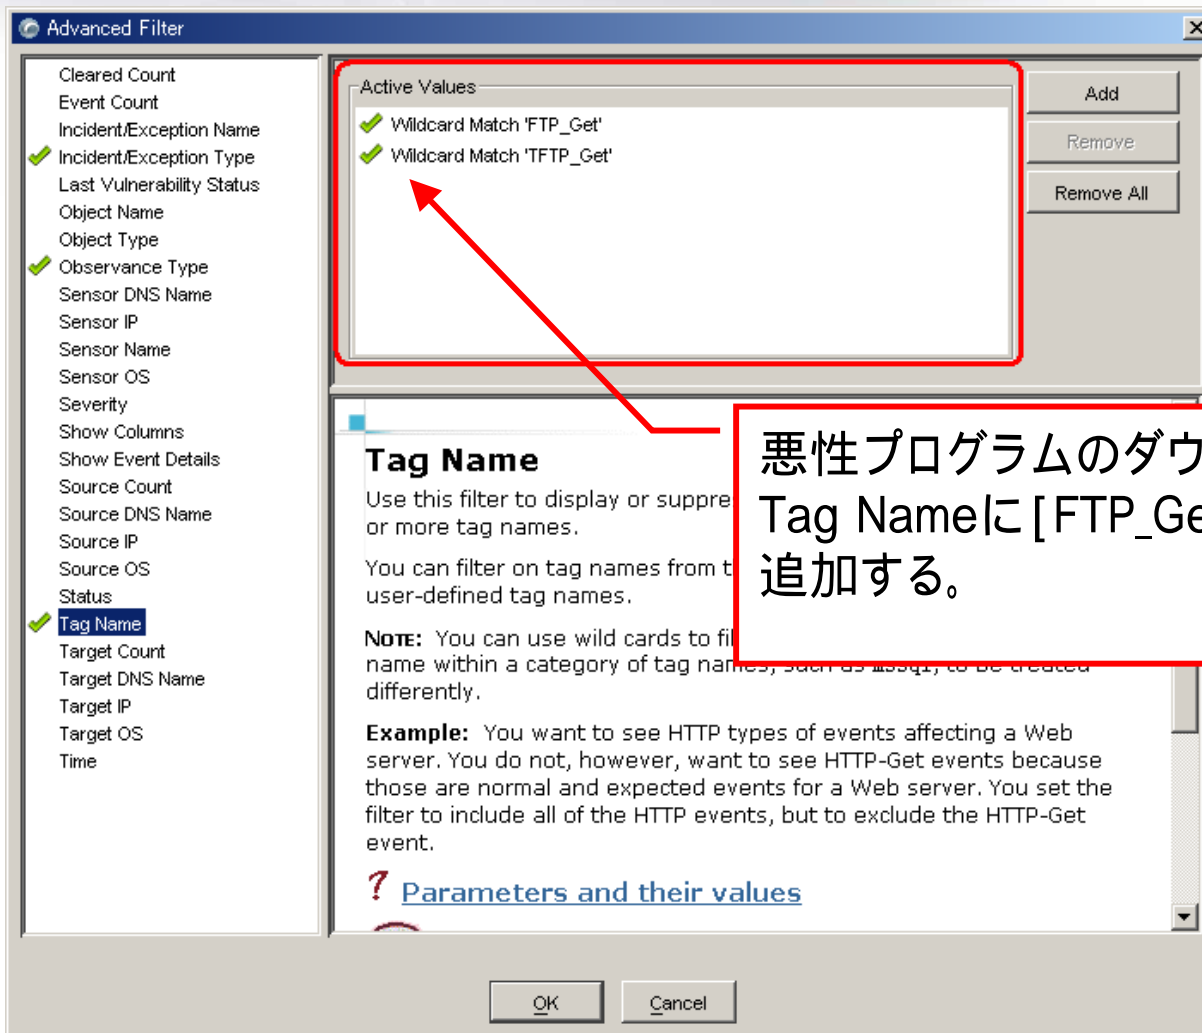 Advanced Filter
Cleared Count
Event Count
Incident/Exception Name
Incident/Exception Type
Last Vulnerability Status
Object Name
Object Type
Observance Type
Sensor DNS Name
Sensor IP
Sensor Name
Sensor OS
Severity
Show Columns
Show Event Details
Source Count
Source DNS Name
Source IP
Source OS
Status
Tag Name
Target Count
Target DNS Name
Target IP
Target OS
Time
Active Values
Wildcard Match 'FTP_Get'
Wildcard Match 'TFTP_Get'
Add
Remove
Remove All
Tag Name
Use this filter to display or suppre
or more tag names.
You can filter on tag names from t
user-defined tag names.
NOTE: You can use wild cards to fil
name within a category of tag names, such as mssql, to be treated
differently.
Example: You want to see HTTP types of events affecting a Web
server. You do not, however, want to see HTTP-Get events because
those are normal and expected events for a Web server. You set the
filter to include all of the HTTP events, but to exclude the HTTP-Get
event.
? Parameters and their values
悪性プログラムのダウ
Tag Nameに[FTP_Ge
追加する。
OK
Cancel